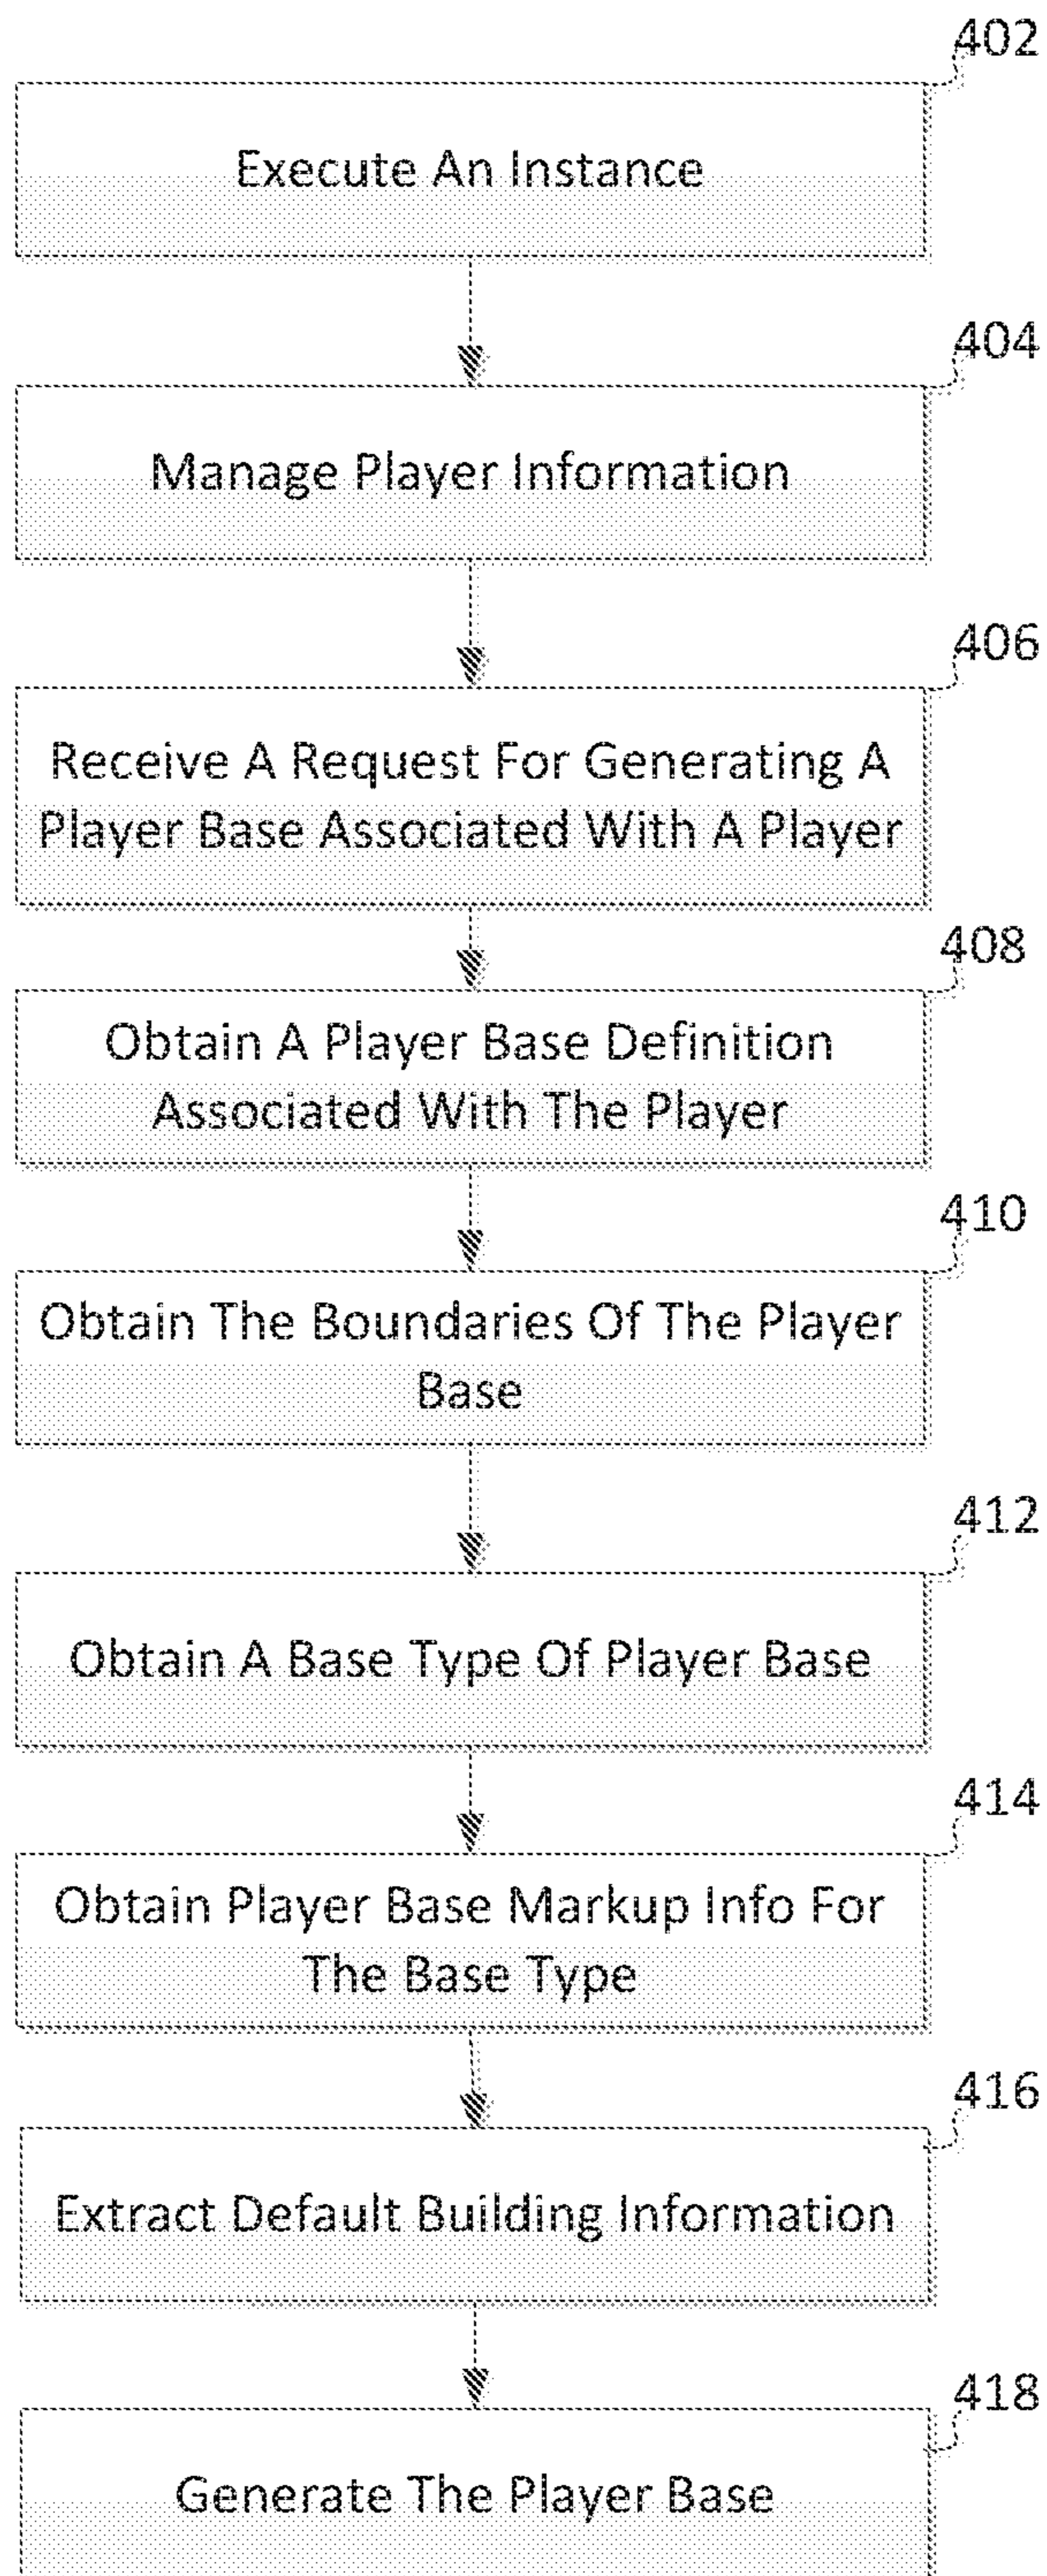 402
Execute An Instance
404
Manage Player Information
406
Receive A Request For Generating A
Player Base Associated With A Player
408
Obtain A Player Base Definition
Associated With The Player
410
Obtain The Boundaries Of The Player
Base
412
Obtain A Base Type Of Player Base
414
Obtain Player Base Markup Info For
The Base Type
416
Extract Default Building Information
418
Generate The Player Base